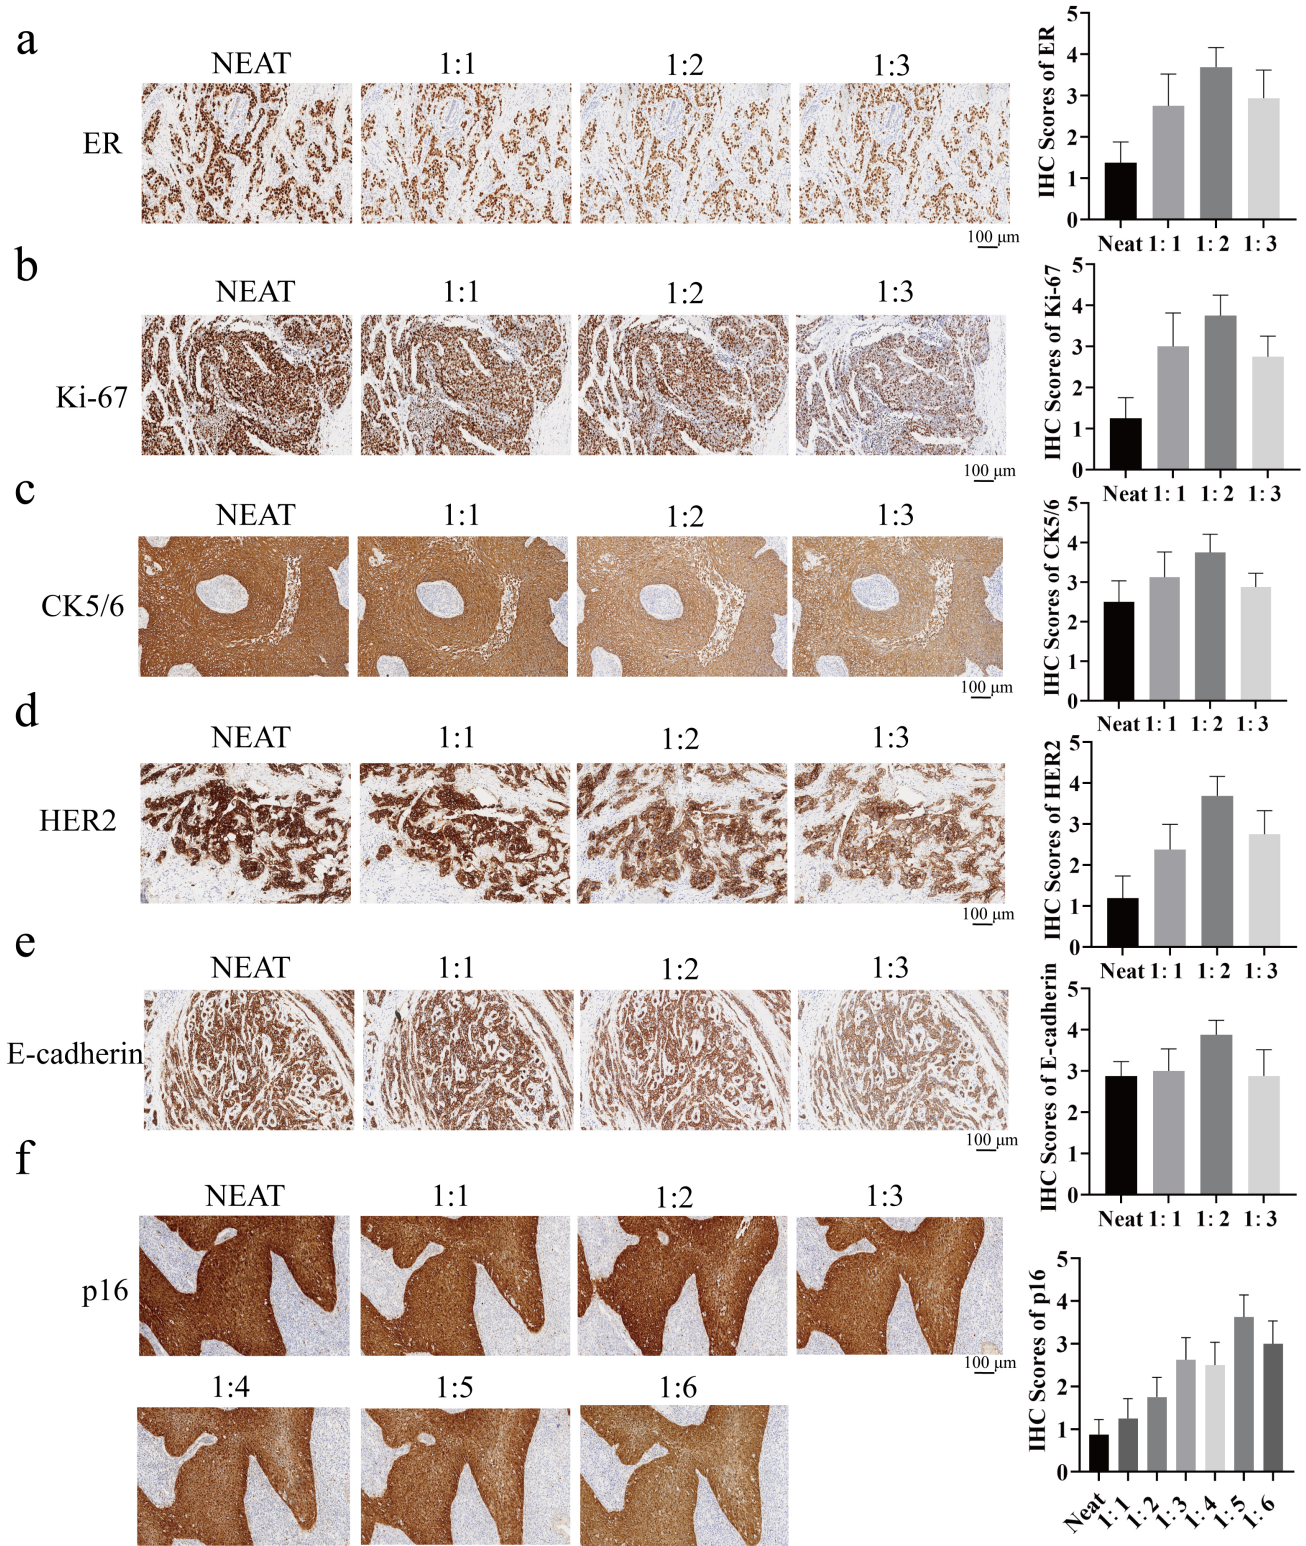 a
NEAT 1:1 1:2 1:3
ER
100 μm
IHC Scores of ER
5
4
3
2
1
0
Neat 1:1 1:2 1:3
b
NEAT 1:1 1:2 1:3
Ki-67
100 μm
IHC Scores of Ki-67
5
4
3
2
1
0
Neat 1:1 1:2 1:3
c
NEAT 1:1 1:2 1:3
CK5/6
100 μm
IHC Scores of CK5/6
5
4
3
2
1
0
Neat 1:1 1:2 1:3
d
NEAT 1:1 1:2 1:3
HER2
100 μm
IHC Scores of HER2
5
4
3
2
1
0
Neat 1:1 1:2 1:3
e
NEAT 1:1 1:2 1:3
E-cadherin
100 μm
IHC Scores of E-cadherin
5
4
3
2
1
0
Neat 1:1 1:2 1:3
f
NEAT 1:1 1:2 1:3
p16
100 μm
1:4 1:5 1:6
IHC Scores of p16
5
4
3
2
1
0
Neat 1:1 1:2 1:3 1:4 1:5 1:6